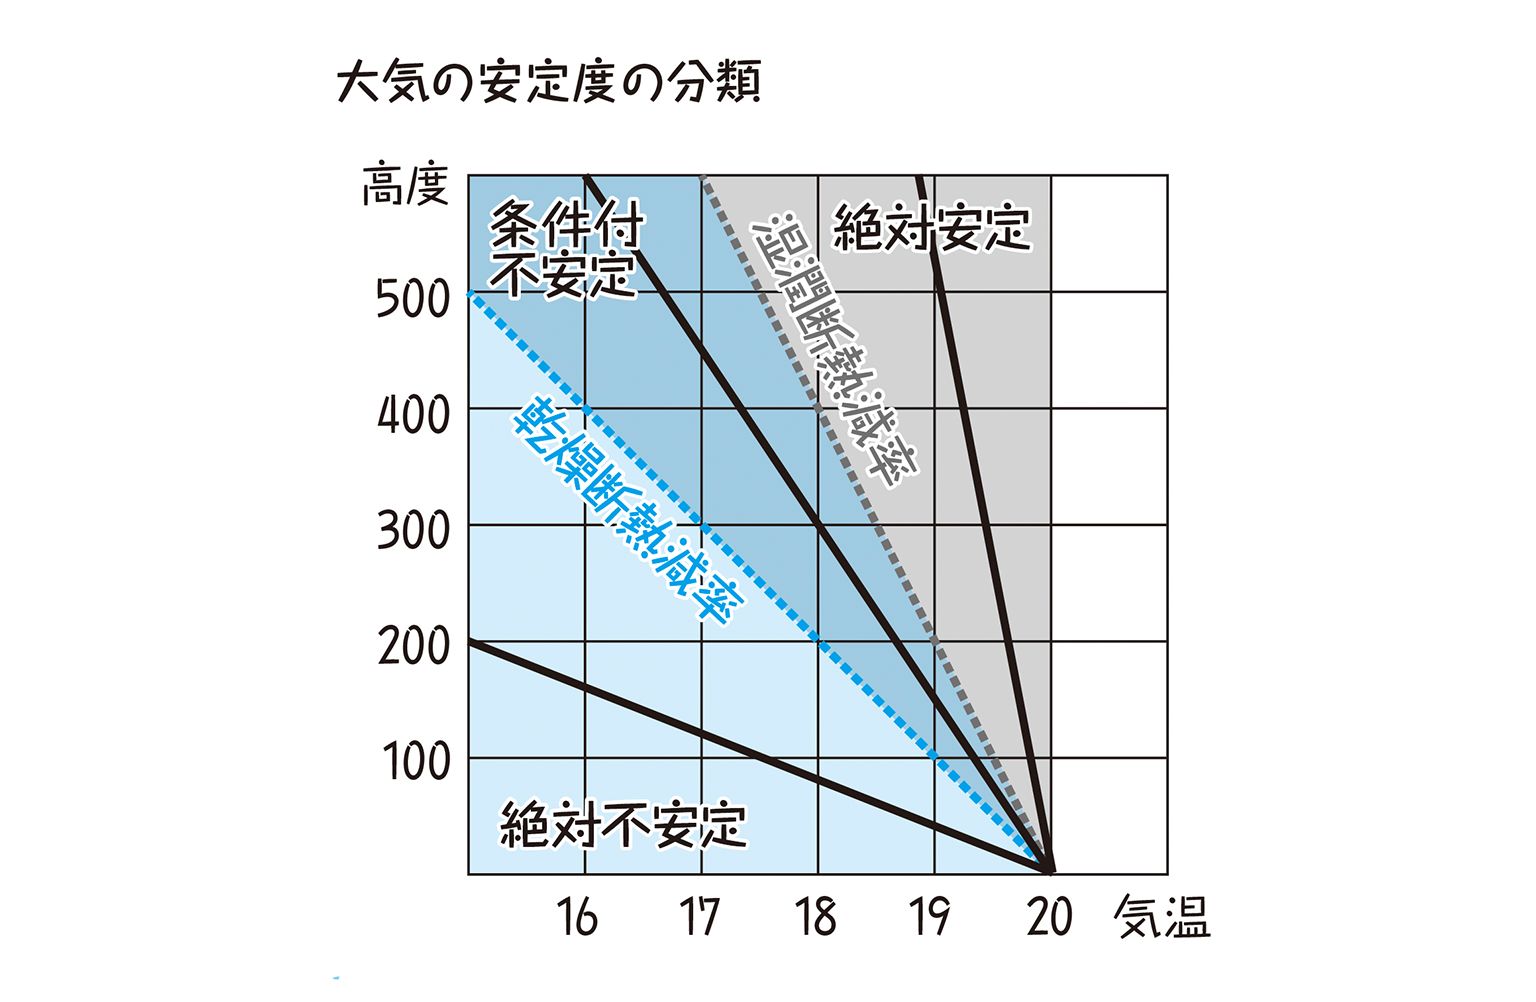 大気の安定度の分類
高度
条件付
不安定
絶対安定
湿潤断熱減率
500
400
乾燥断熱減率
300
200
100
絶対不安定
16
17
18
19
20
気温